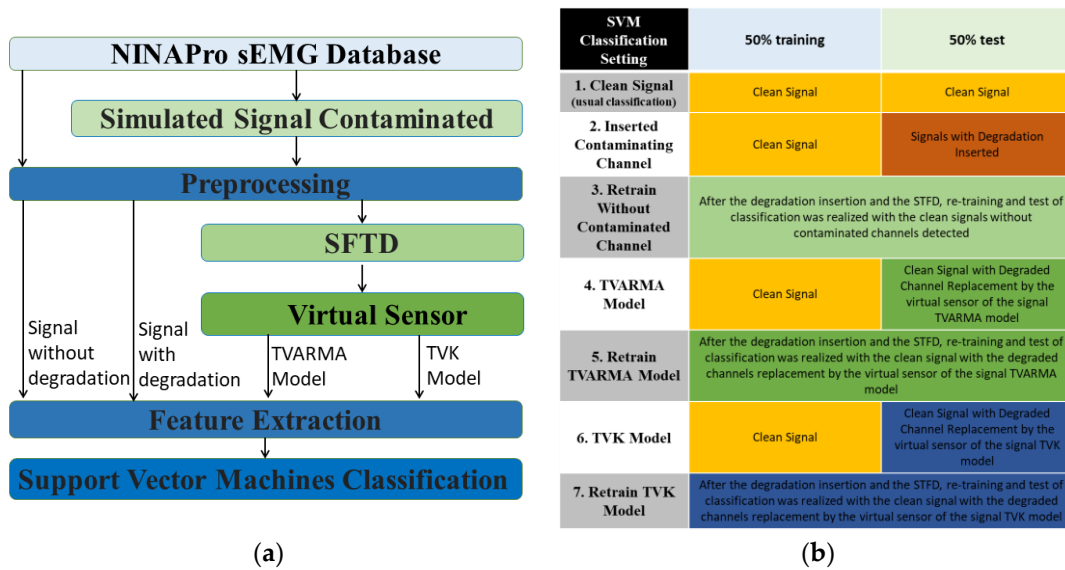 NINAPro sEMG Database
Simulated Signal Contaminated
Preprocessing
SFTD
Virtual Sensor
Signal
without
degradation
Signal
with
degradation
TVARMA
Model
TVK
Model
Feature Extraction
Support Vector Machines Classification
(a)
SVM
Classification
Setting
50% training
50% test
1. Clean Signal
(usual classification)
Clean Signal
Clean Signal
2. Inserted
Contaminating
Channel
Clean Signal
Signals with Degradation
Inserted
3. Retrain
Without
Contaminated
Channel
After the degradation insertion and the STFD, re-training and test of
classification was realized with the clean signals without
contaminated channels detected
4. TVARMA
Model
Clean Signal
Clean Signal with Degraded
Channel Replacement by the
virtual sensor of the signal
TVARMA model
5. Retrain
TVARMA Model
After the degradation insertion and the STFD, re-training and test of
classification was realized with the clean signal with the degraded
channels replacement by the virtual sensor of the signal TVARMA
model
6. TVK Model
Clean Signal
Clean Signal with Degraded
Channel Replacement by the
virtual sensor of the signal TVK
model
7. Retrain TVK
Model
After the degradation insertion and the STFD, re-training and test of
classification was realized with the clean signal with the degraded
channels replacement by the virtual sensor of the signal TVK model
(b)